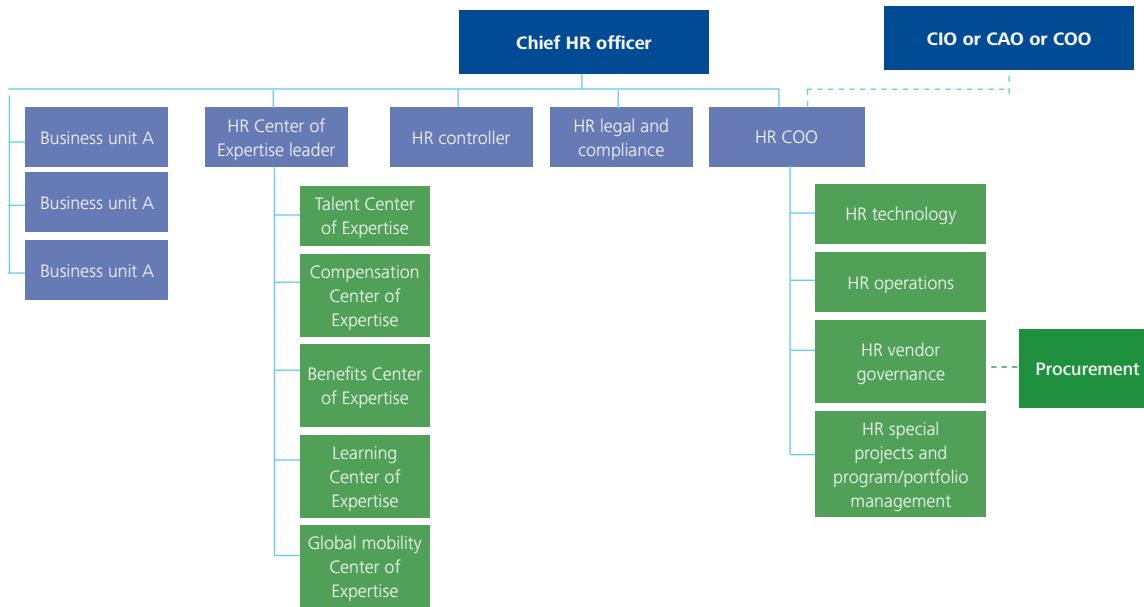 Chief HR officer
CIO or CAO or COO
Business unit A
Business unit A
Business unit A
HR Center of
Expertise leader
HR controller
HR legal and
compliance
HR COO
Talent Center
of Expertise
Compensation
Center of
Expertise
Benefits Center
of Expertise
Learning
Center of
Expertise
Global mobility
Center of
Expertise
HR technology
HR operations
HR vendor
governance
HR special
projects and
program/portfolio
management
Procurement